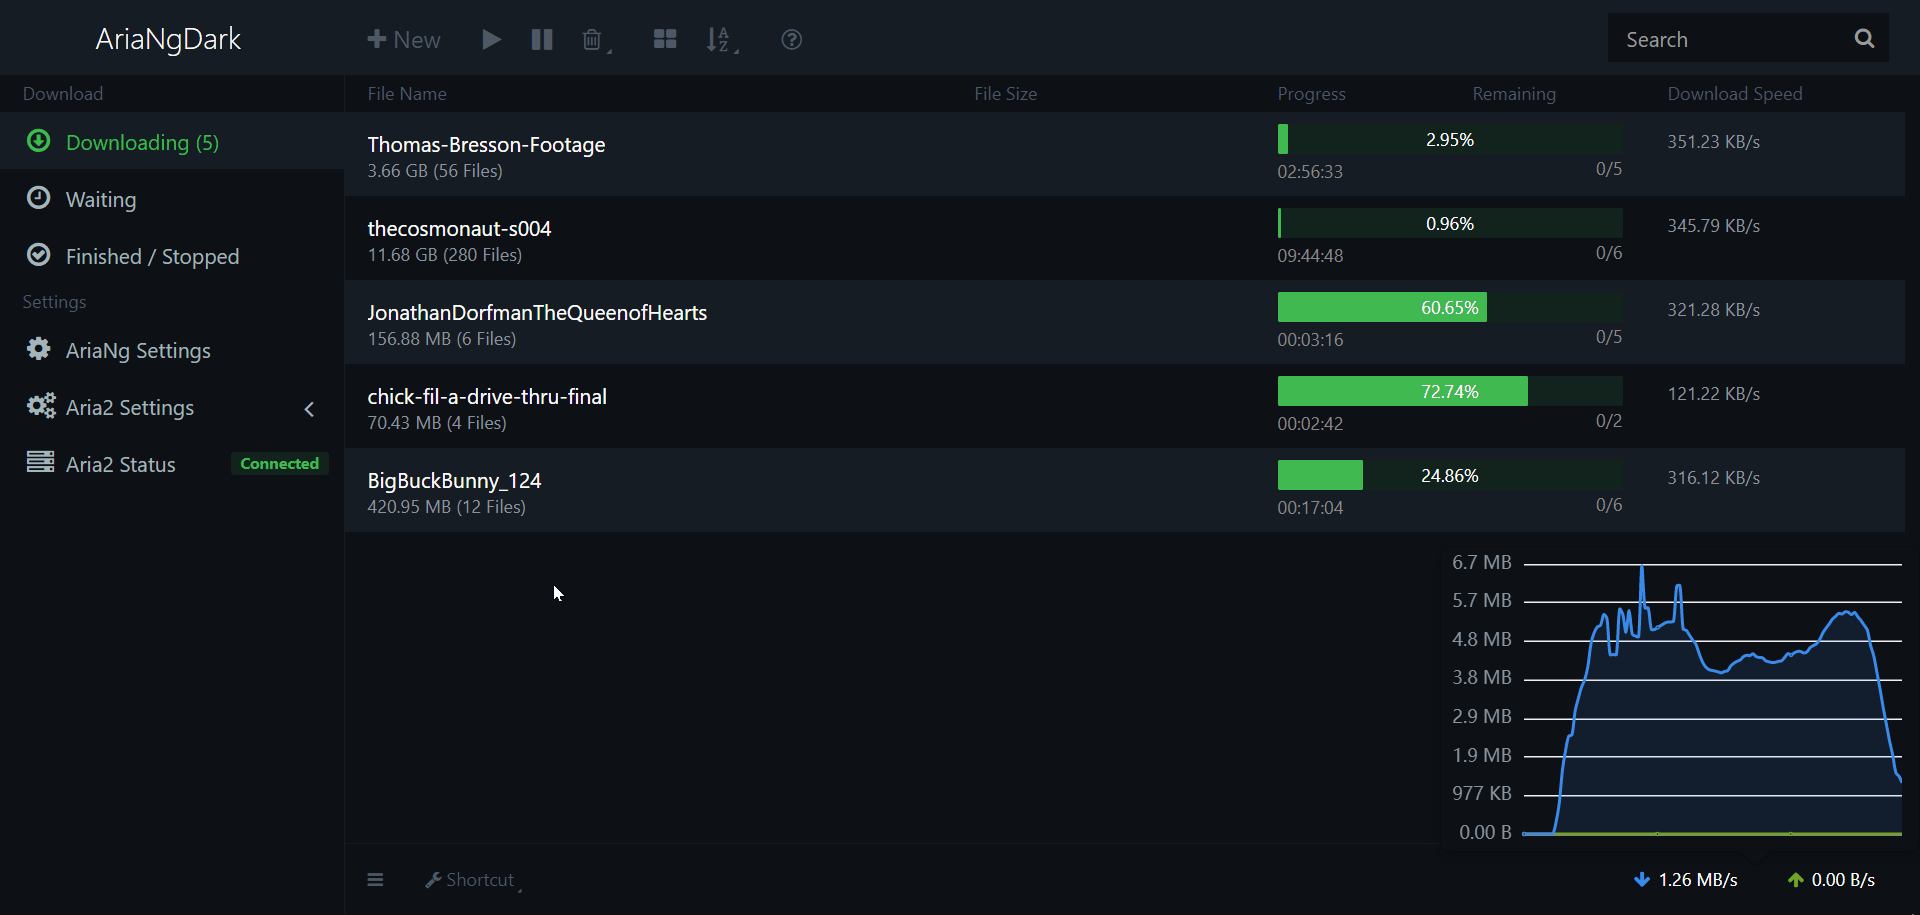 AriaNgDark
New
Search
Download
File Name
File Size
Progress
Remaining
Download Speed
Downloading (5)
Waiting
Finished / Stopped
Settings
AriaNg Settings
Aria2 Settings
Aria2 Status
Connected
Thomas-Bresson-Footage
3.66 GB (56 Files)
2.95%
02:56:33
0/5
351.23 KB/s
thecosmonaut-s004
11.68 GB (280 Files)
0.96%
09:44:48
0/6
345.79 KB/s
JonathanDorfmanTheQueenofHearts
156.88 MB (6 Files)
60.65%
00:03:16
0/5
321.28 KB/s
chick-fil-a-drive-thru-final
70.43 MB (4 Files)
72.74%
00:02:42
0/2
121.22 KB/s
BigBuckBunny_124
420.95 MB (12 Files)
24.86%
00:17:04
0/6
316.12 KB/s
6.7 MB
5.7 MB
4.8 MB
3.8 MB
2.9 MB
1.9 MB
977 KB
0.00 B
Shortcut
1.26 MB/s
0.00 B/s